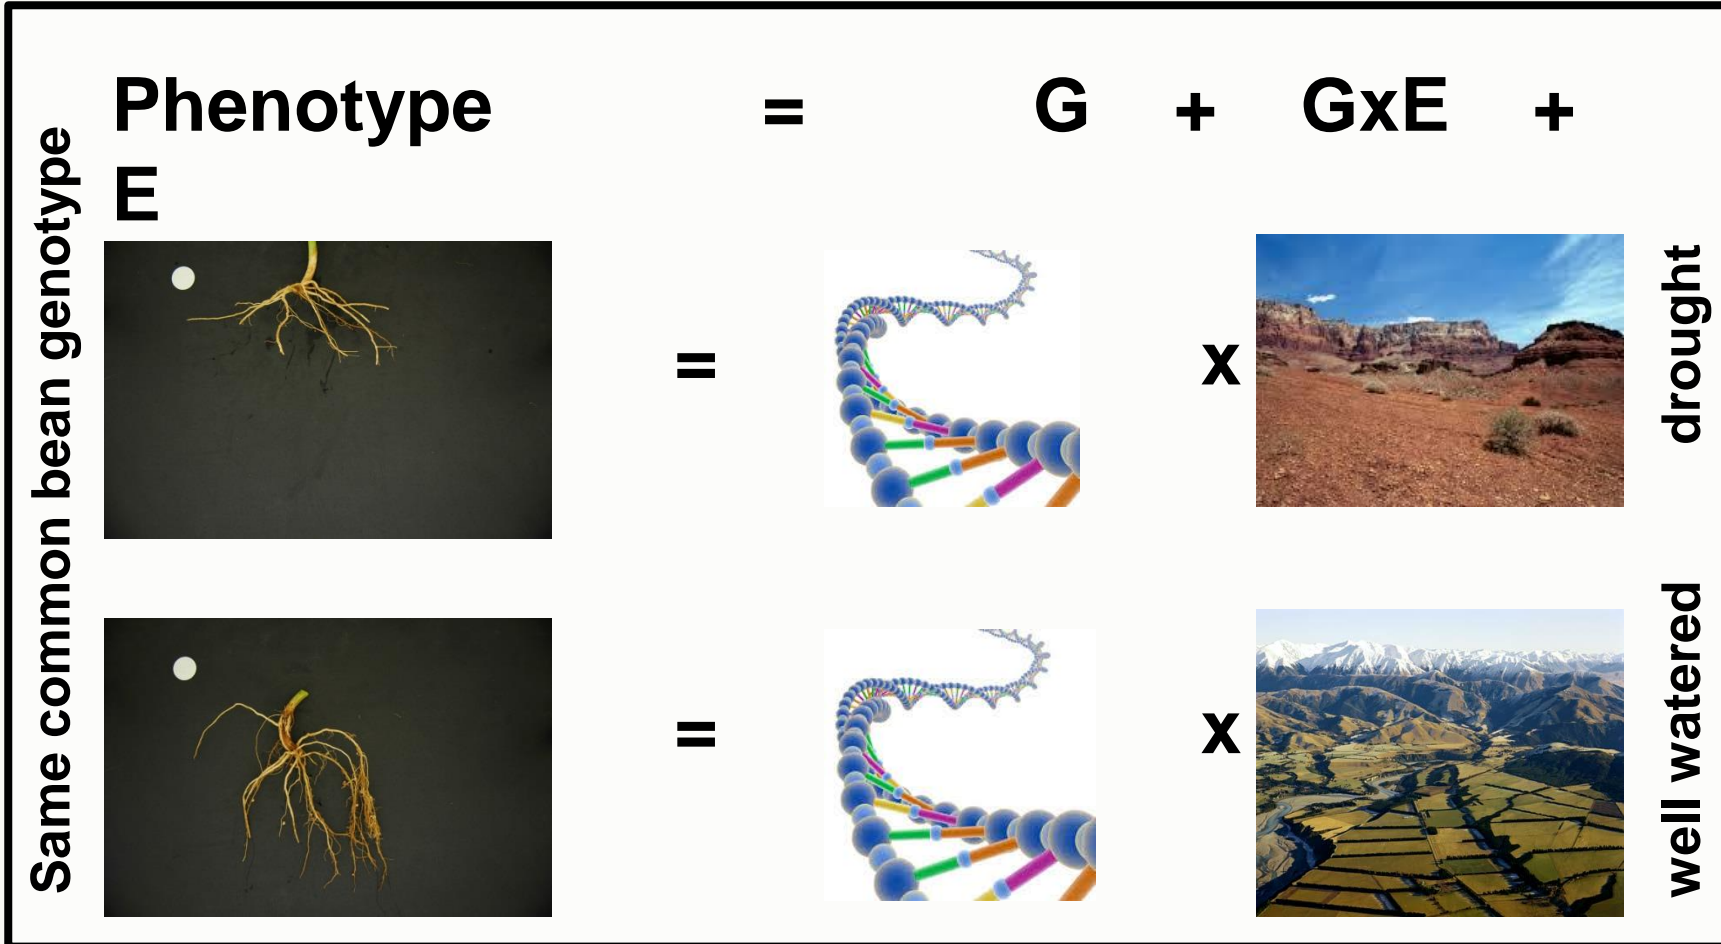 Phenotype = G + GxE +
E
Same common bean genotype
= x
drought
= x
well watered